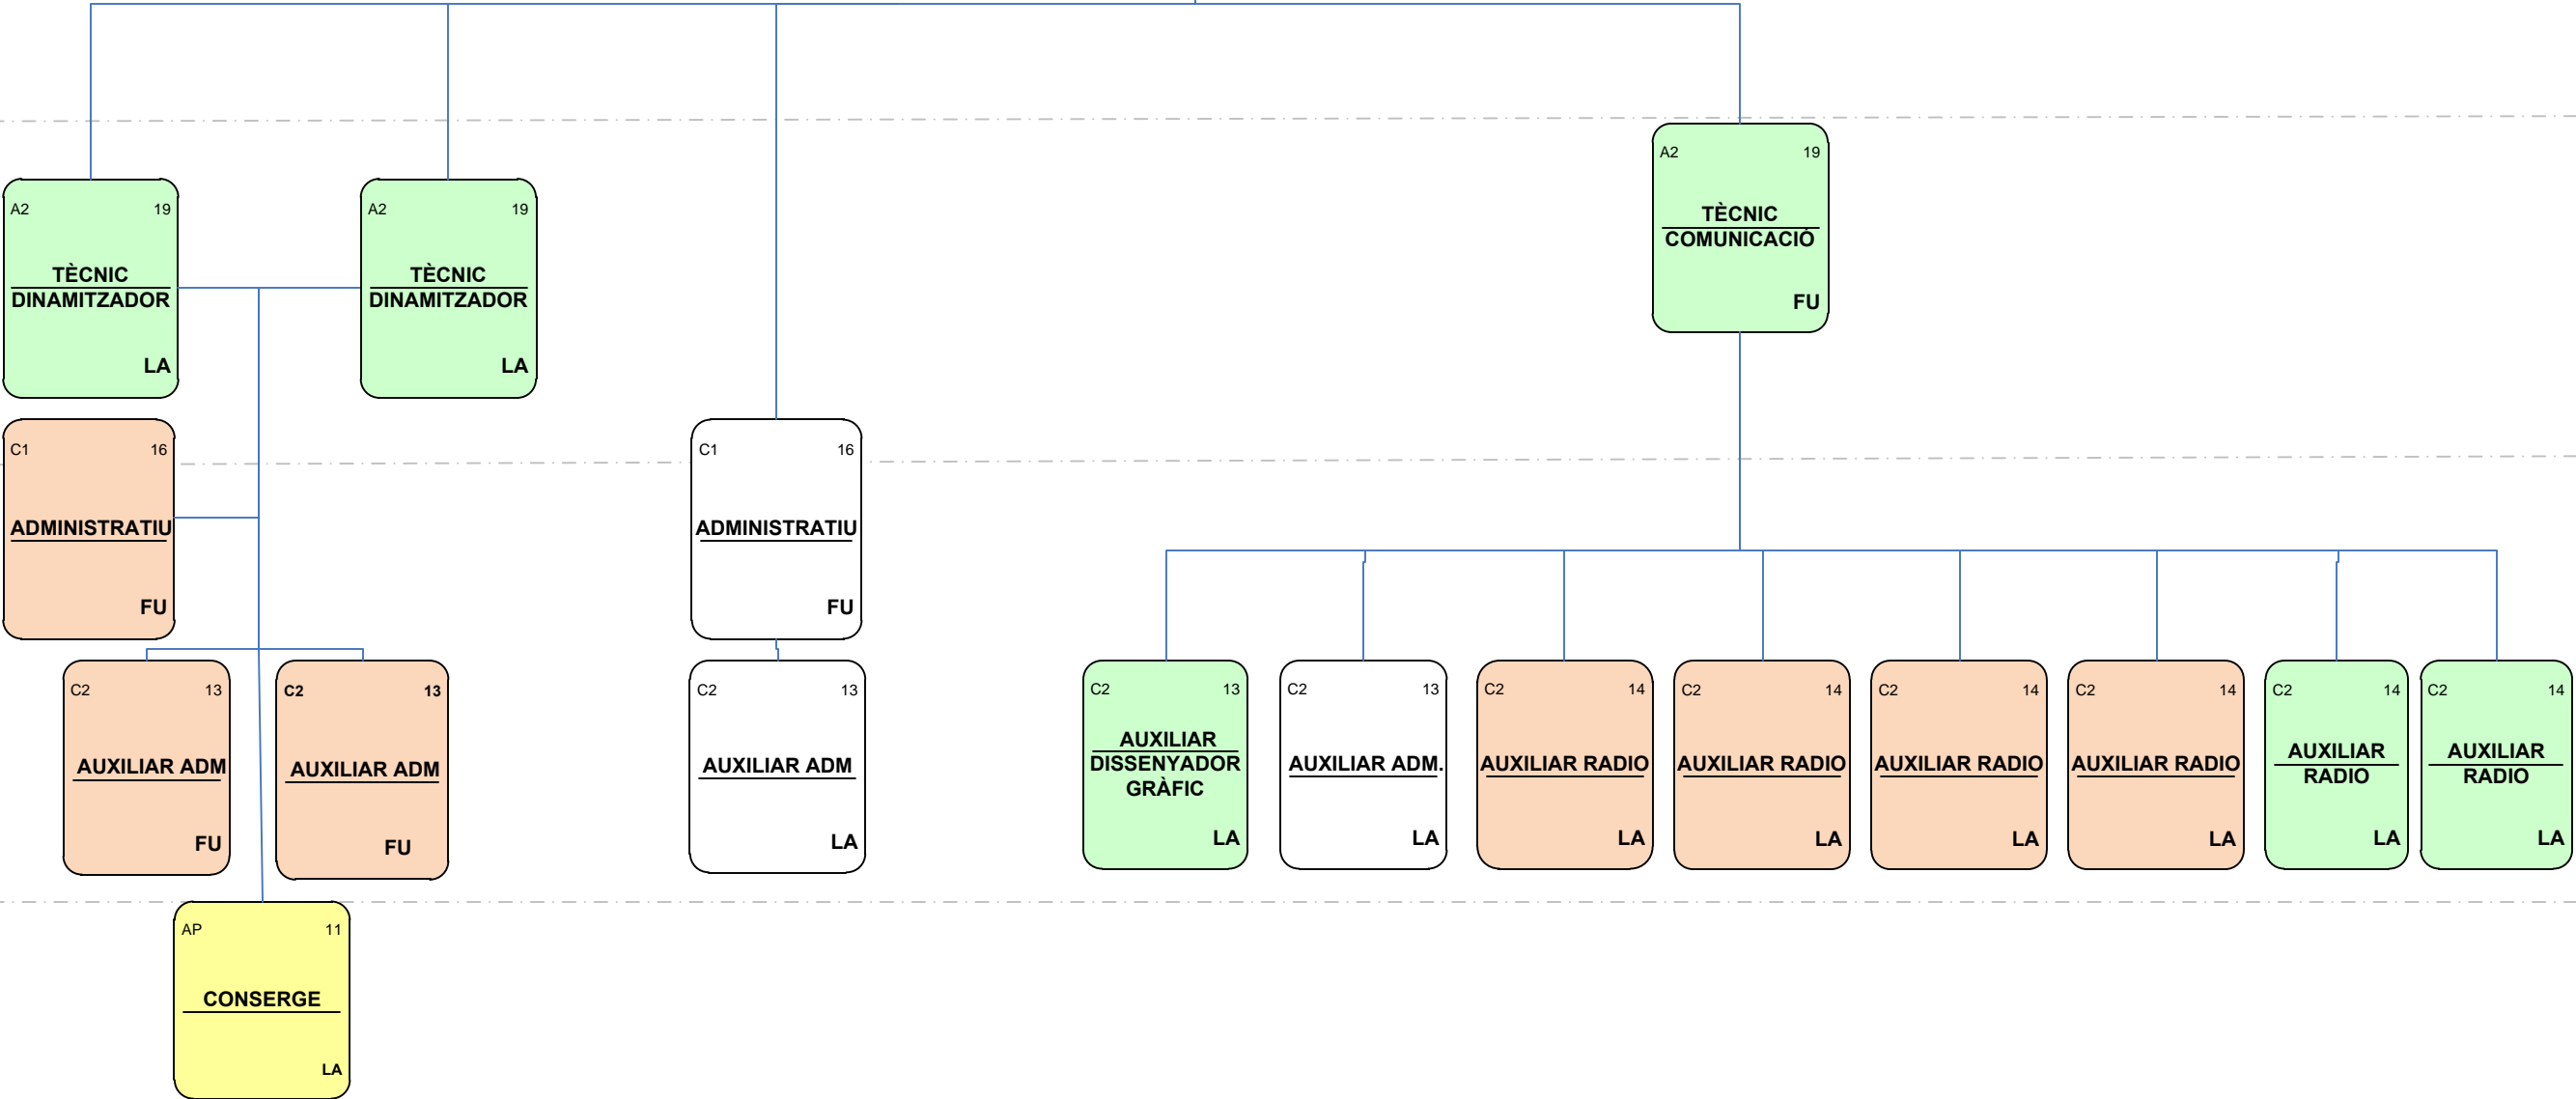 A2 19
TÈCNIC
COMUNICACIÓ
FU
A2 19
TÈCNIC
DINAMITZADOR
LA
A2 19
TÈCNIC
DINAMITZADOR
LA
C1 16
ADMINISTRATIU
FU
C1 16
ADMINISTRATIU
FU
C2 13
AUXILIAR ADM
FU
C2 13
AUXILIAR ADM
FU
C2 13
AUXILIAR ADM
LA
C2 13
AUXILIAR
DISSENYADOR
GRÀFIC
LA
C2 13
AUXILIAR ADM.
LA
C2 14
AUXILIAR RADIO
LA
C2 14
AUXILIAR RADIO
LA
C2 14
AUXILIAR RADIO
LA
C2 14
AUXILIAR RADIO
LA
C2 14
AUXILIAR
RADIO
LA
C2 14
AUXILIAR
RADIO
LA
AP 11
CONSERGE
LA